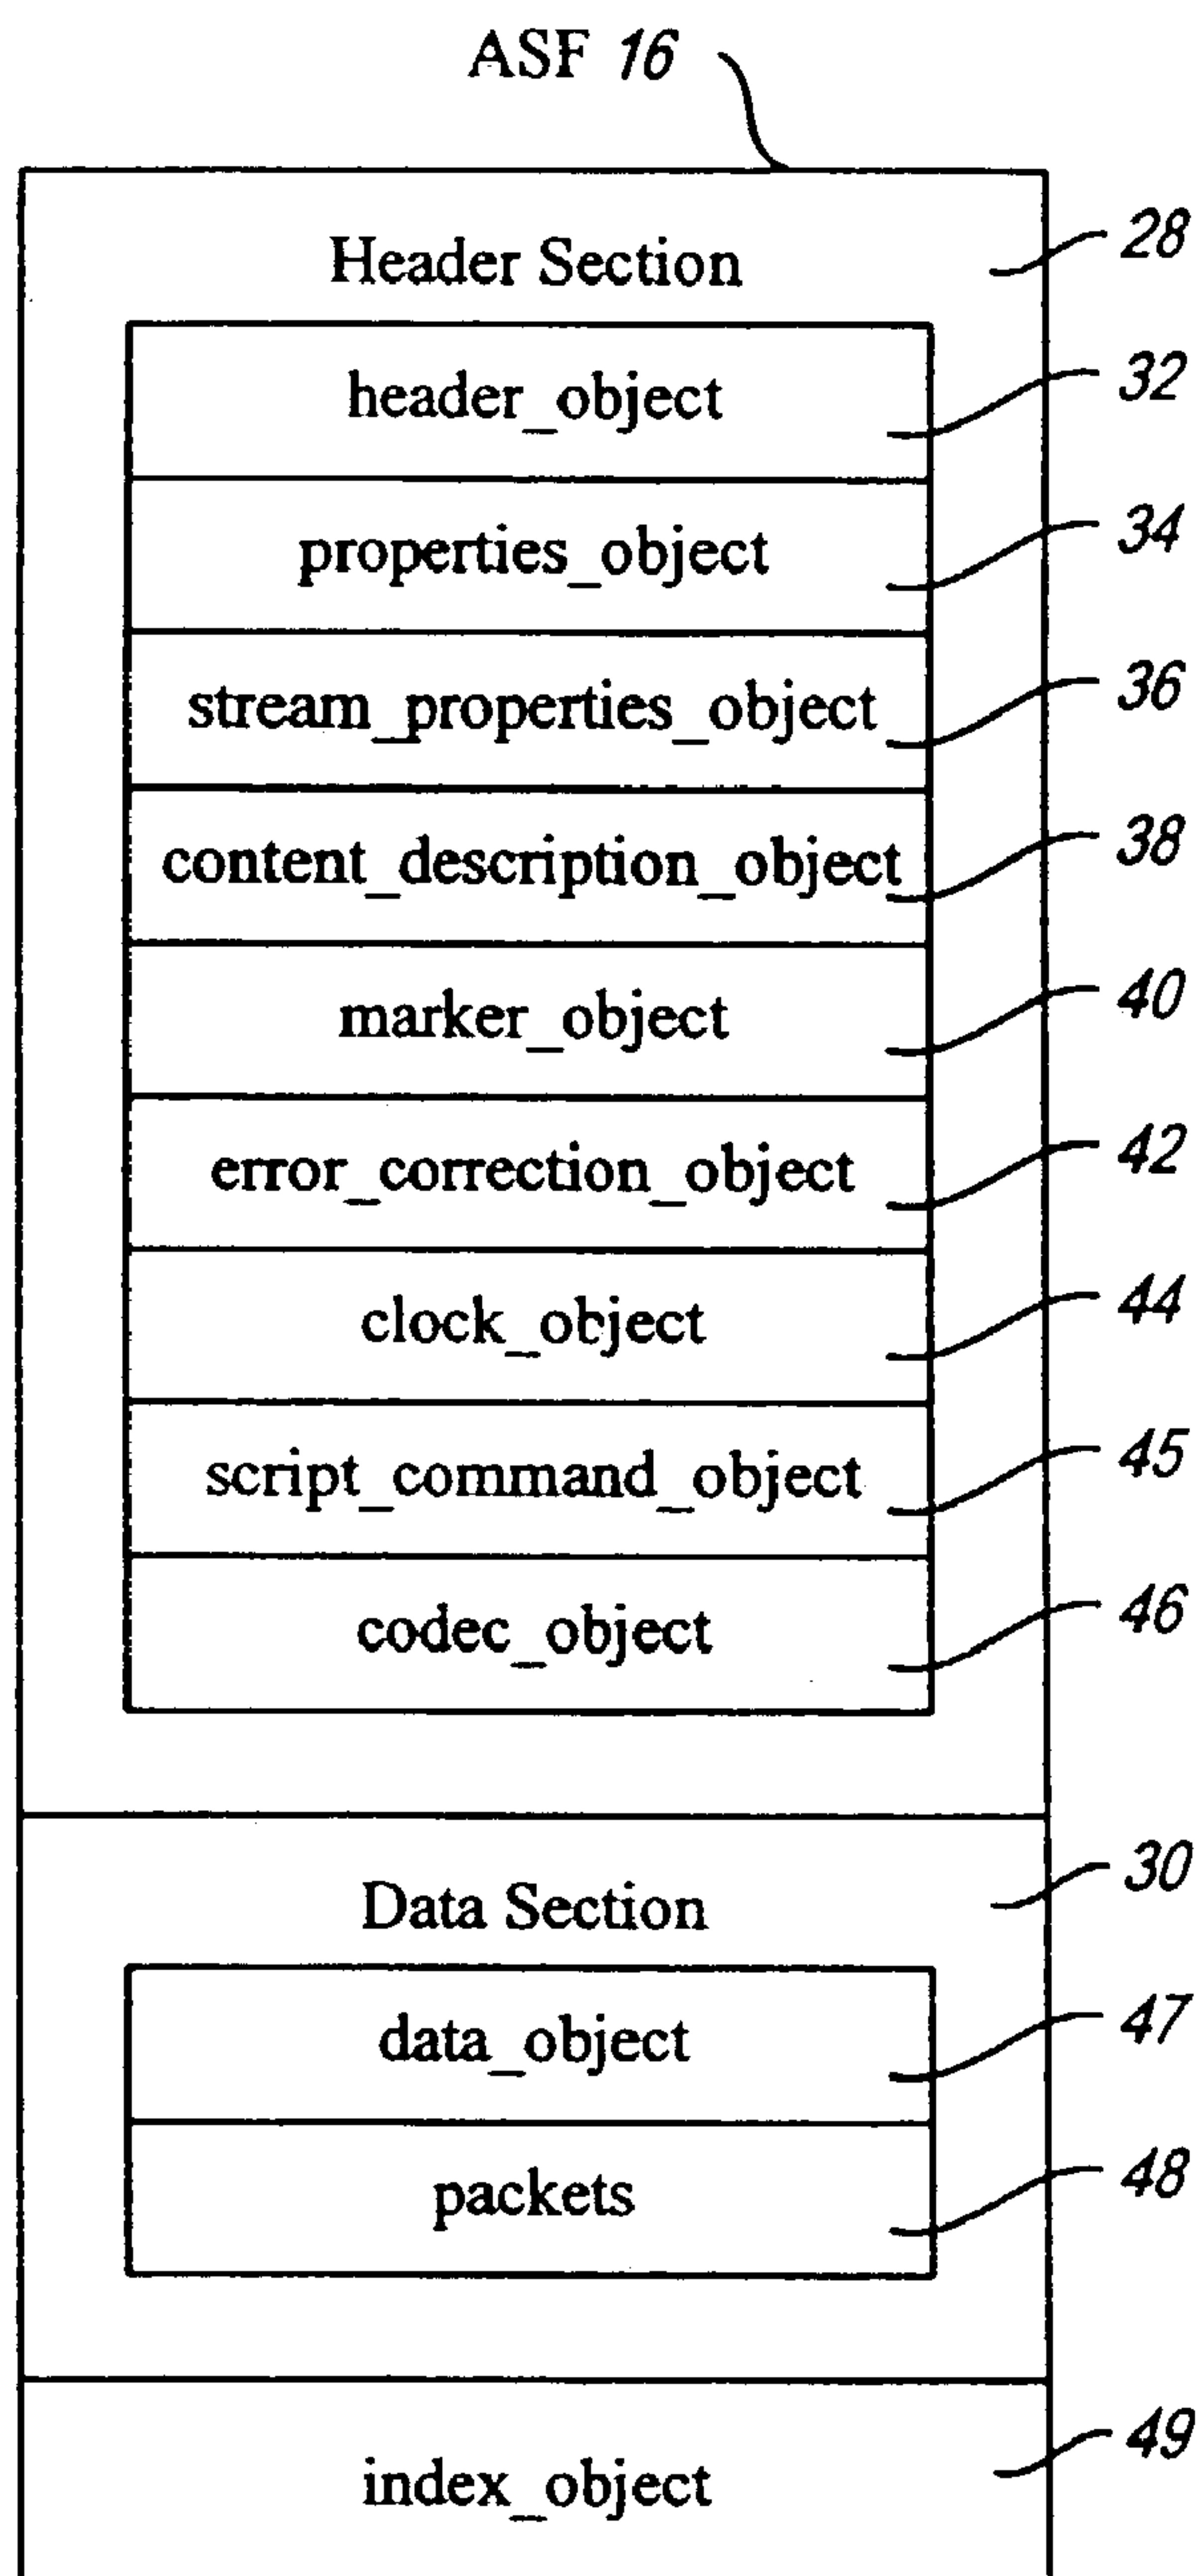 ASF 16
Header Section 28
header_object 32
properties_object 34
stream_properties_object 36
content_description_object 38
marker_object 40
error_correction_object 42
clock_object 44
script_command_object 45
codec_object 46
Data Section 30
data_object 47
packets 48
index_object 49